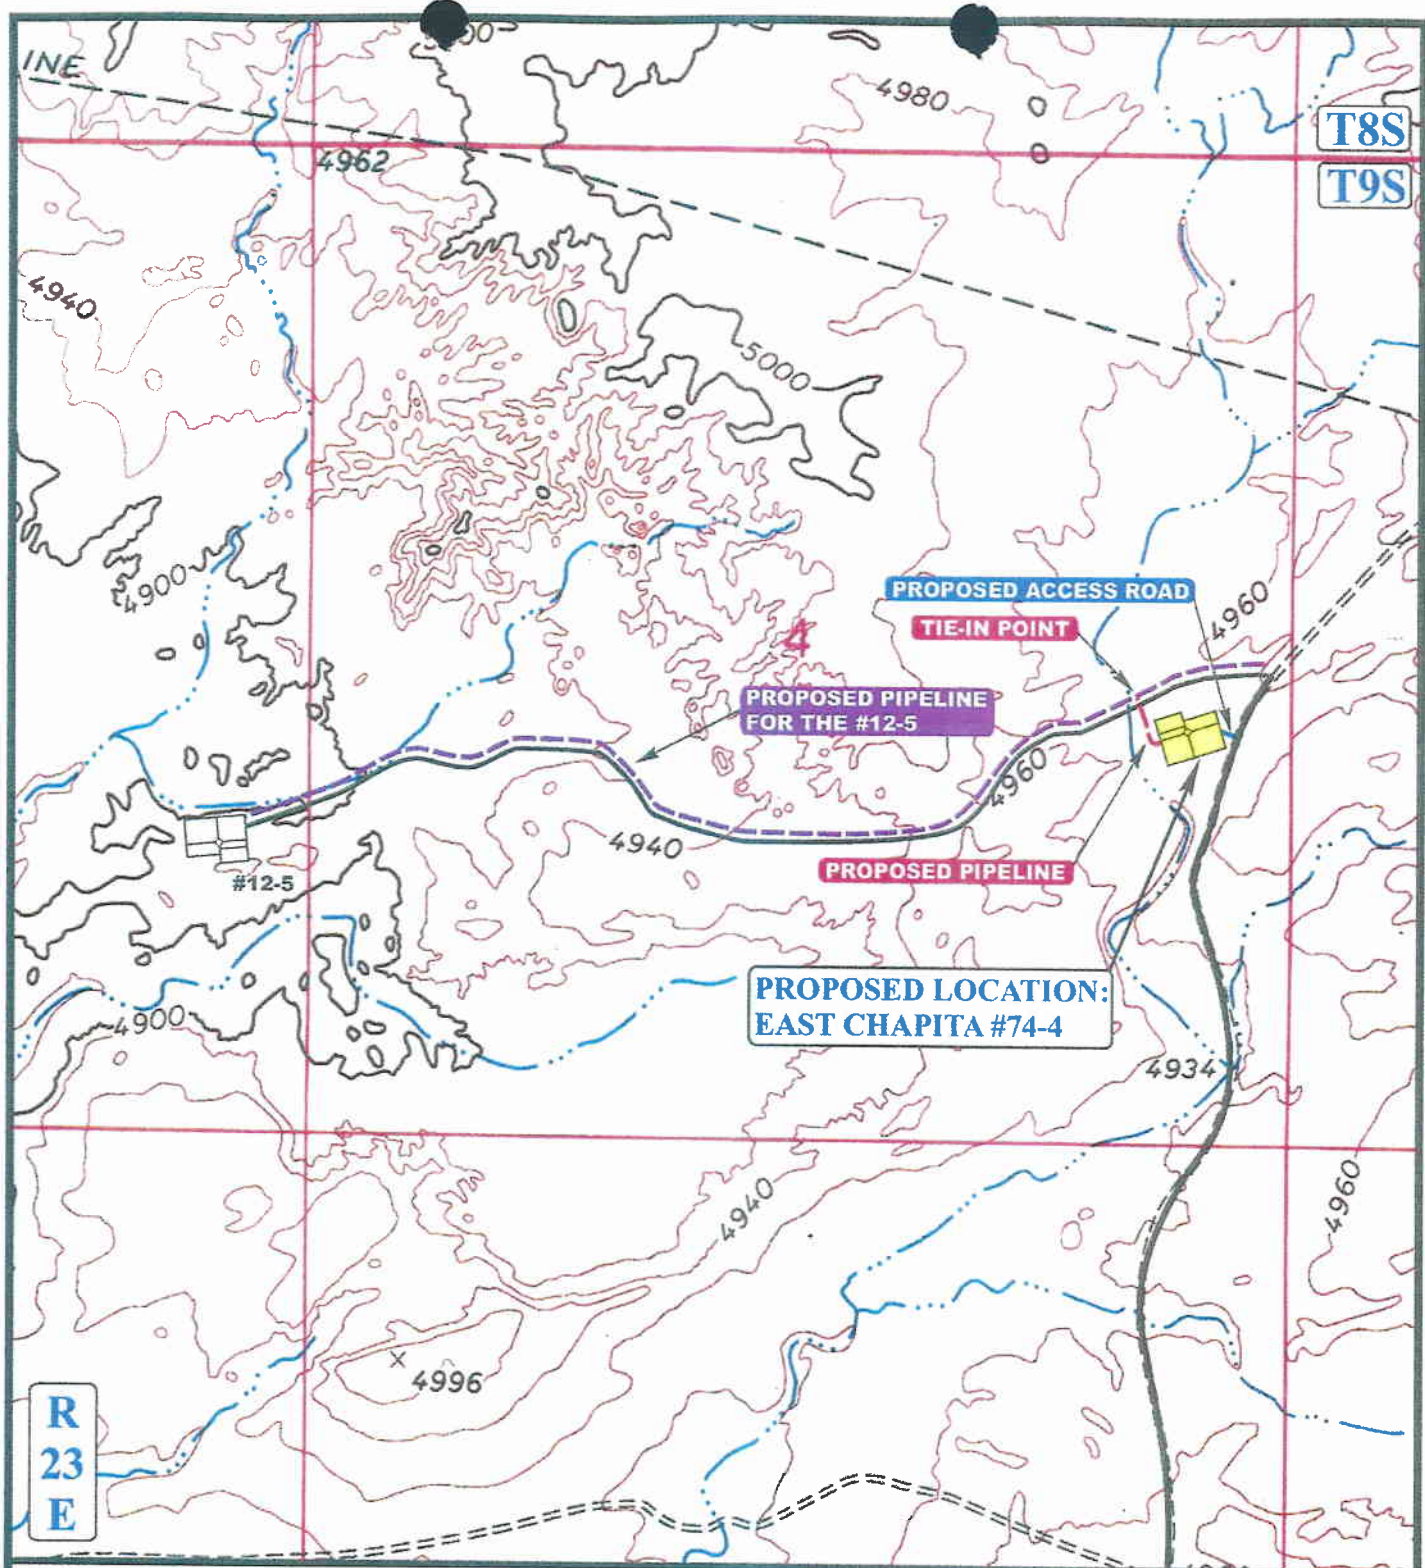 INE
4980
T8S
4962
T9S
4940
5000
4900
PROPOSED ACCESS ROAD
4960
TIE-IN POINT
4
PROPOSED PIPELINE
FOR THE #12-5
4960
4940
PROPOSED PIPELINE
#12-5
PROPOSED LOCATION:
EAST CHAPITA #74-4
4900
4934
4960
4940
4996
R
23
E